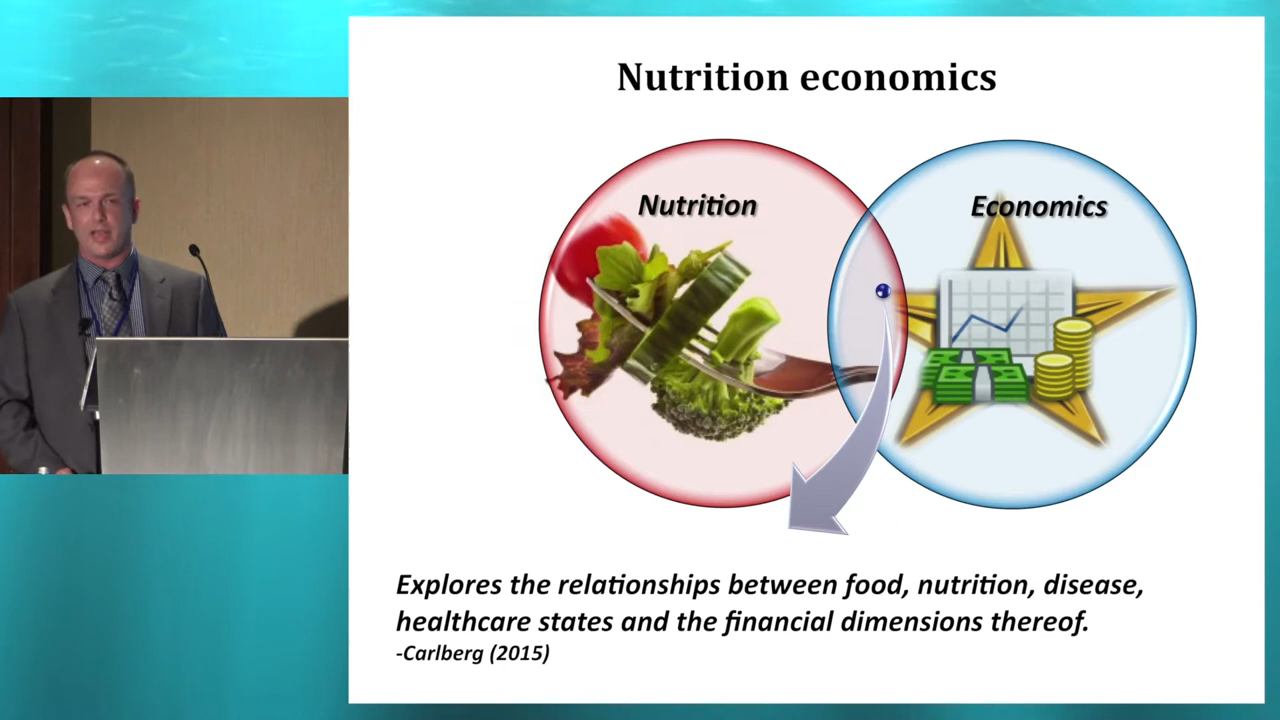 Nutrition economics
Nutrition
Economics
Explores the relationships between food, nutrition, disease,
healthcare states and the financial dimensions thereof.
-Carlberg (2015)